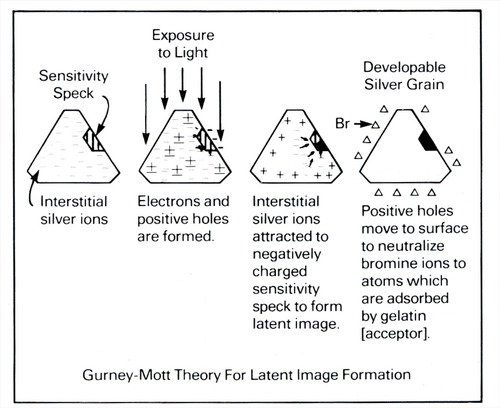 Exposure
to Light
Sensitivity
Speck
Developable
Silver Grain
Br
Interstitial
silver ions
Electrons and
positive holes
are formed.
Interstitial
silver ions
attracted to
negatively
charged
sensitivity
speck to form
latent image.
Positive holes
move to surface
to neutralize
bromine ions to
atoms which
are adsorbed
by gelatin
[acceptor].
Gurney-Mott Theory For Latent Image Formation